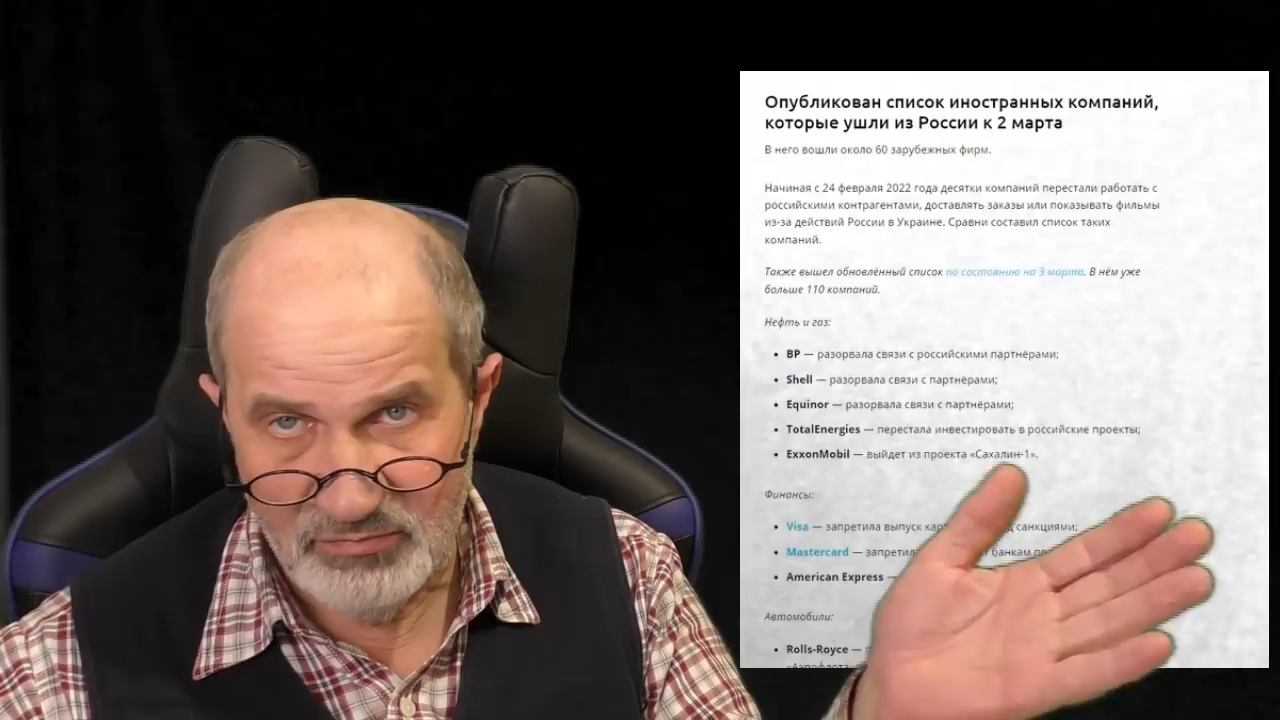 Опубликован список иностранных компаний,
которые ушли из России к 2 марта
В него вошли около 60 зарубежных фирм.
Начиная с 24 февраля 2022 года десятки компаний перестали работать с
российскими контрагентами, доставлять заказы или показывать фильмы
из-за действий России в Украине. Сравни составил список таких
компаний.
Также вышел обновлённый список по состоянию на 3 марта. В нём уже
больше 110 компаний.
Нефть и газ:
• BP — разорвала связи с российскими партнёрами;
• Shell — разорвала связи с партнёрами;
• Equinor — разорвала связи с партнёрами;
• TotalEnergies — перестала инвестировать в российские проекты;
• ExxonMobil — выйдет из проекта «Сахалин-1».
Финансы:
• Visa — запретила выпуск санкциями;
• Mastercard — банкам
• American Express —
Автомобили:
• Rolls-Royce —